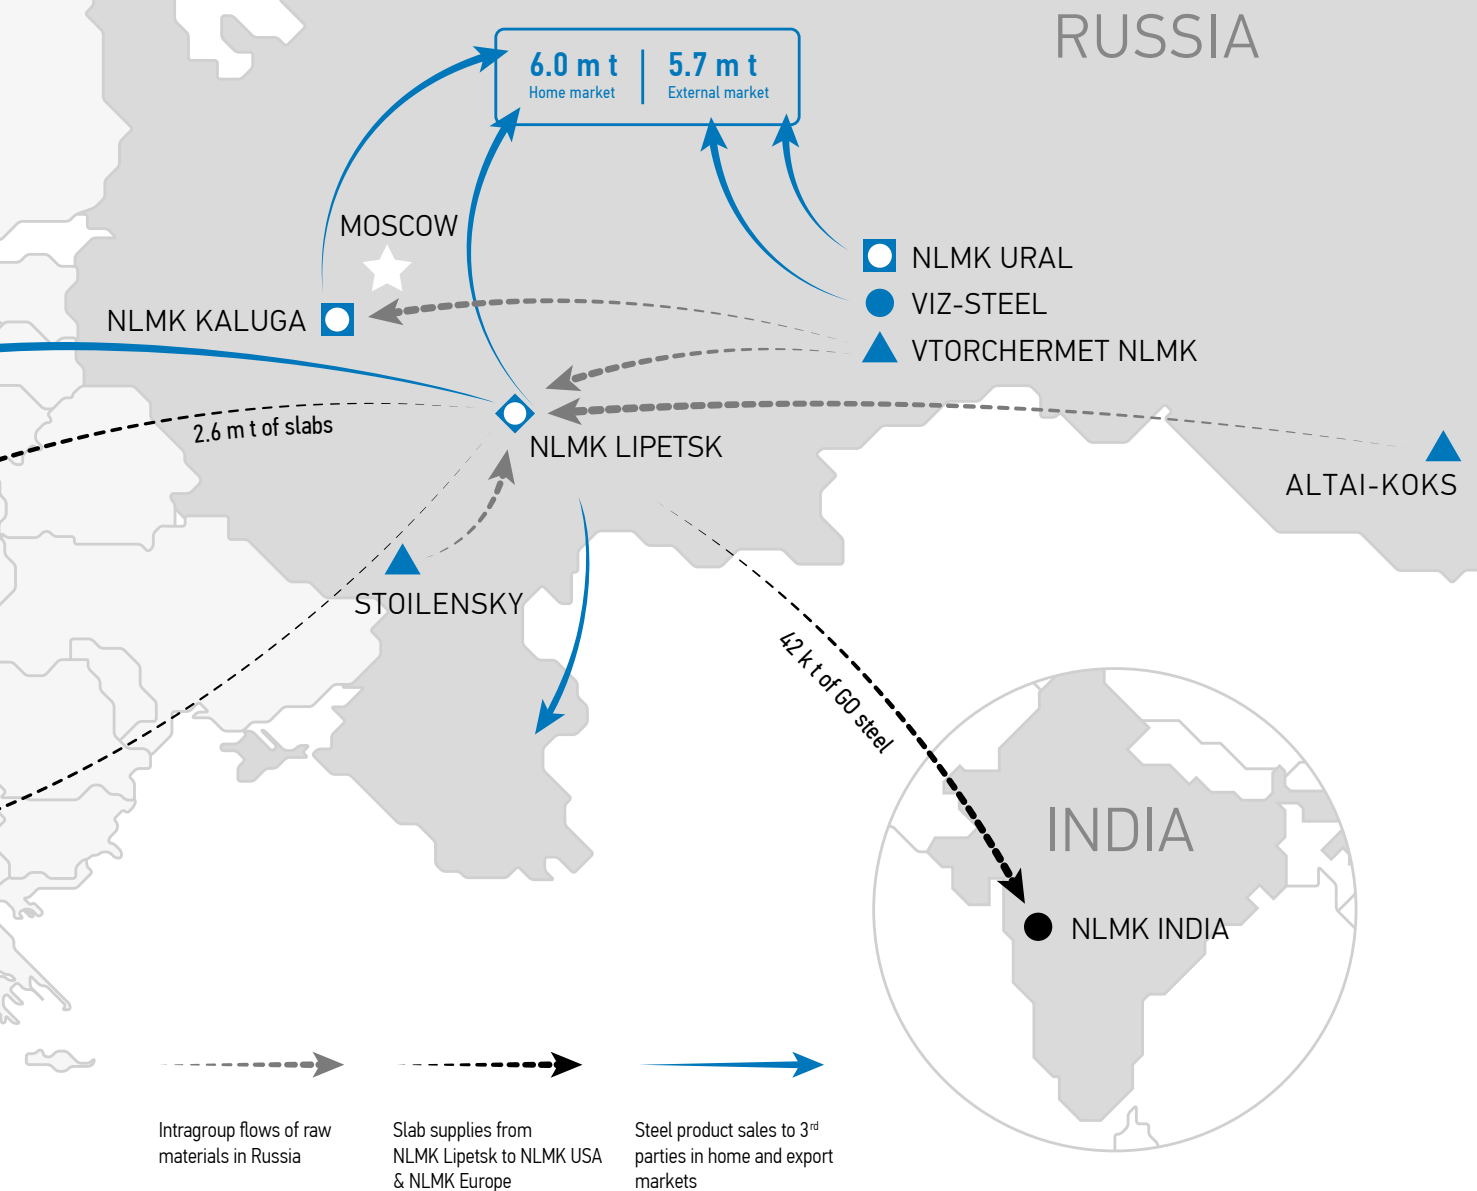 RUSSIA
6.0 m t
5.7 m t
Home market
External market
MOSCOW
NLMK URAL
VIZ-STEEL
NLMK KALUGA
VTORCHERMET NLMK
2.6 m t of slabs
NLMK LIPETSK
ALTAI-KOKS
STOILENSKY
42 k t of GO steel
INDIA
NLMK INDIA
Intragroup flows of raw
materials in Russia
Slab supplies from
NLMK Lipetsk to NLMK USA
& NLMK Europe
Steel product sales to 3rd
parties in home and export
markets